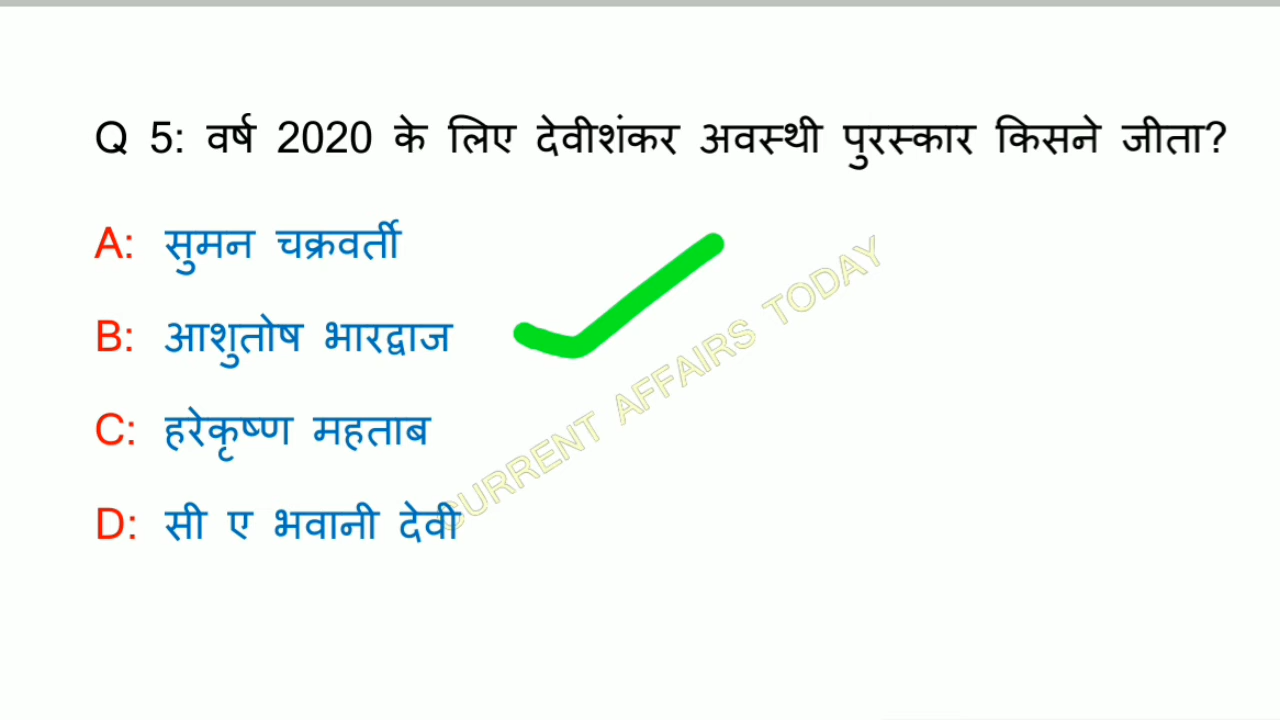 Q 5: वर्ष 2020 के लिए देवीशंकर अवस्थी पुरस्कार किसने जीता?
A: सुमन चक्रवर्ती
B: आशुतोष भारद्वाज
C: हरेकृष्ण महताब
D: सी ए भवानी देवी
CURRENT AFFAIRS TODAY